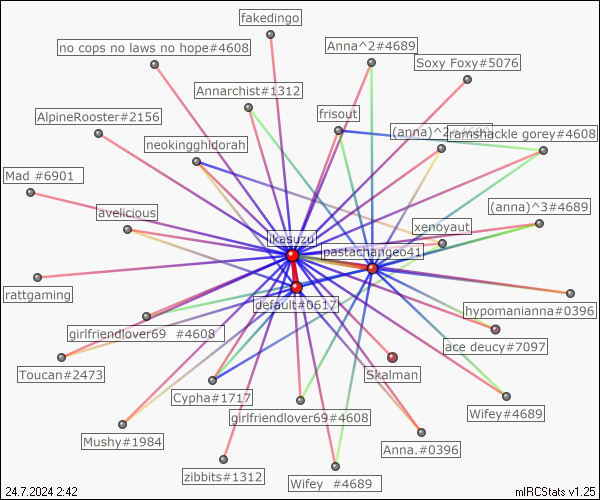 fakedingo
no cops no laws no hope#4608
Anna^2#4689
Soxy Foxy#5076
Annarchist#1312
AlpineRooster#2156
frisout
(anna)^2
ramshackle gorey#4608
neokingghidorah
Mad #6901
avelicious
(anna)^3#4689
xenoyaut
ikasuzu
pastachange041
rattgaming
default#0617
hypomanianna#0396
girlfriendlover69 #4608
ace deucy#7097
Toucan#2473
Skalman
Cypha#1717
girlfriendlover69#4608
Wifey#4689
Mushy#1984
Anna.#0396
zibbits#1312
Wifey #4689
24.7.2024 2:42
mIRCStats v1.25